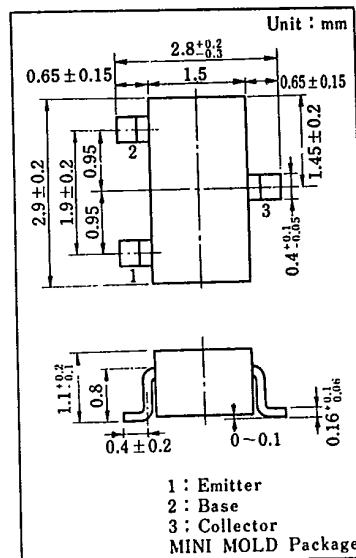 Unit : mm
2.8 +0.2 -0.3
0.65±0.15 1.5 0.65±0.15
2.9±0.2
1.9±0.2
0.95
0.95
2
1
3
1.45±0.2
0.4 +0.1 -0.05
1.1 +0.2 -0.1
0.8
0.4±0.2
0~0.1
0.16 +0.1 -0.06
1 : Emitter
2 : Base
3 : Collector
MINI MOLD Package